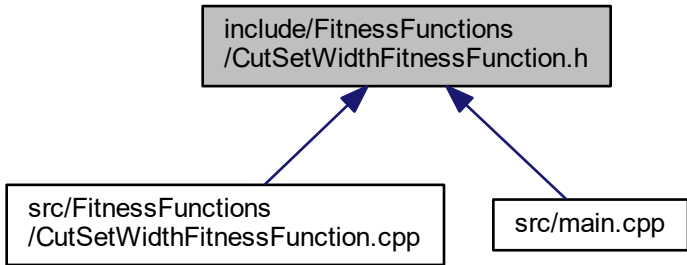 include/FitnessFunctions
/CutSetWidthFitnessFunction.h
src/FitnessFunctions
/CutSetWidthFitnessFunction.cpp
src/main.cpp